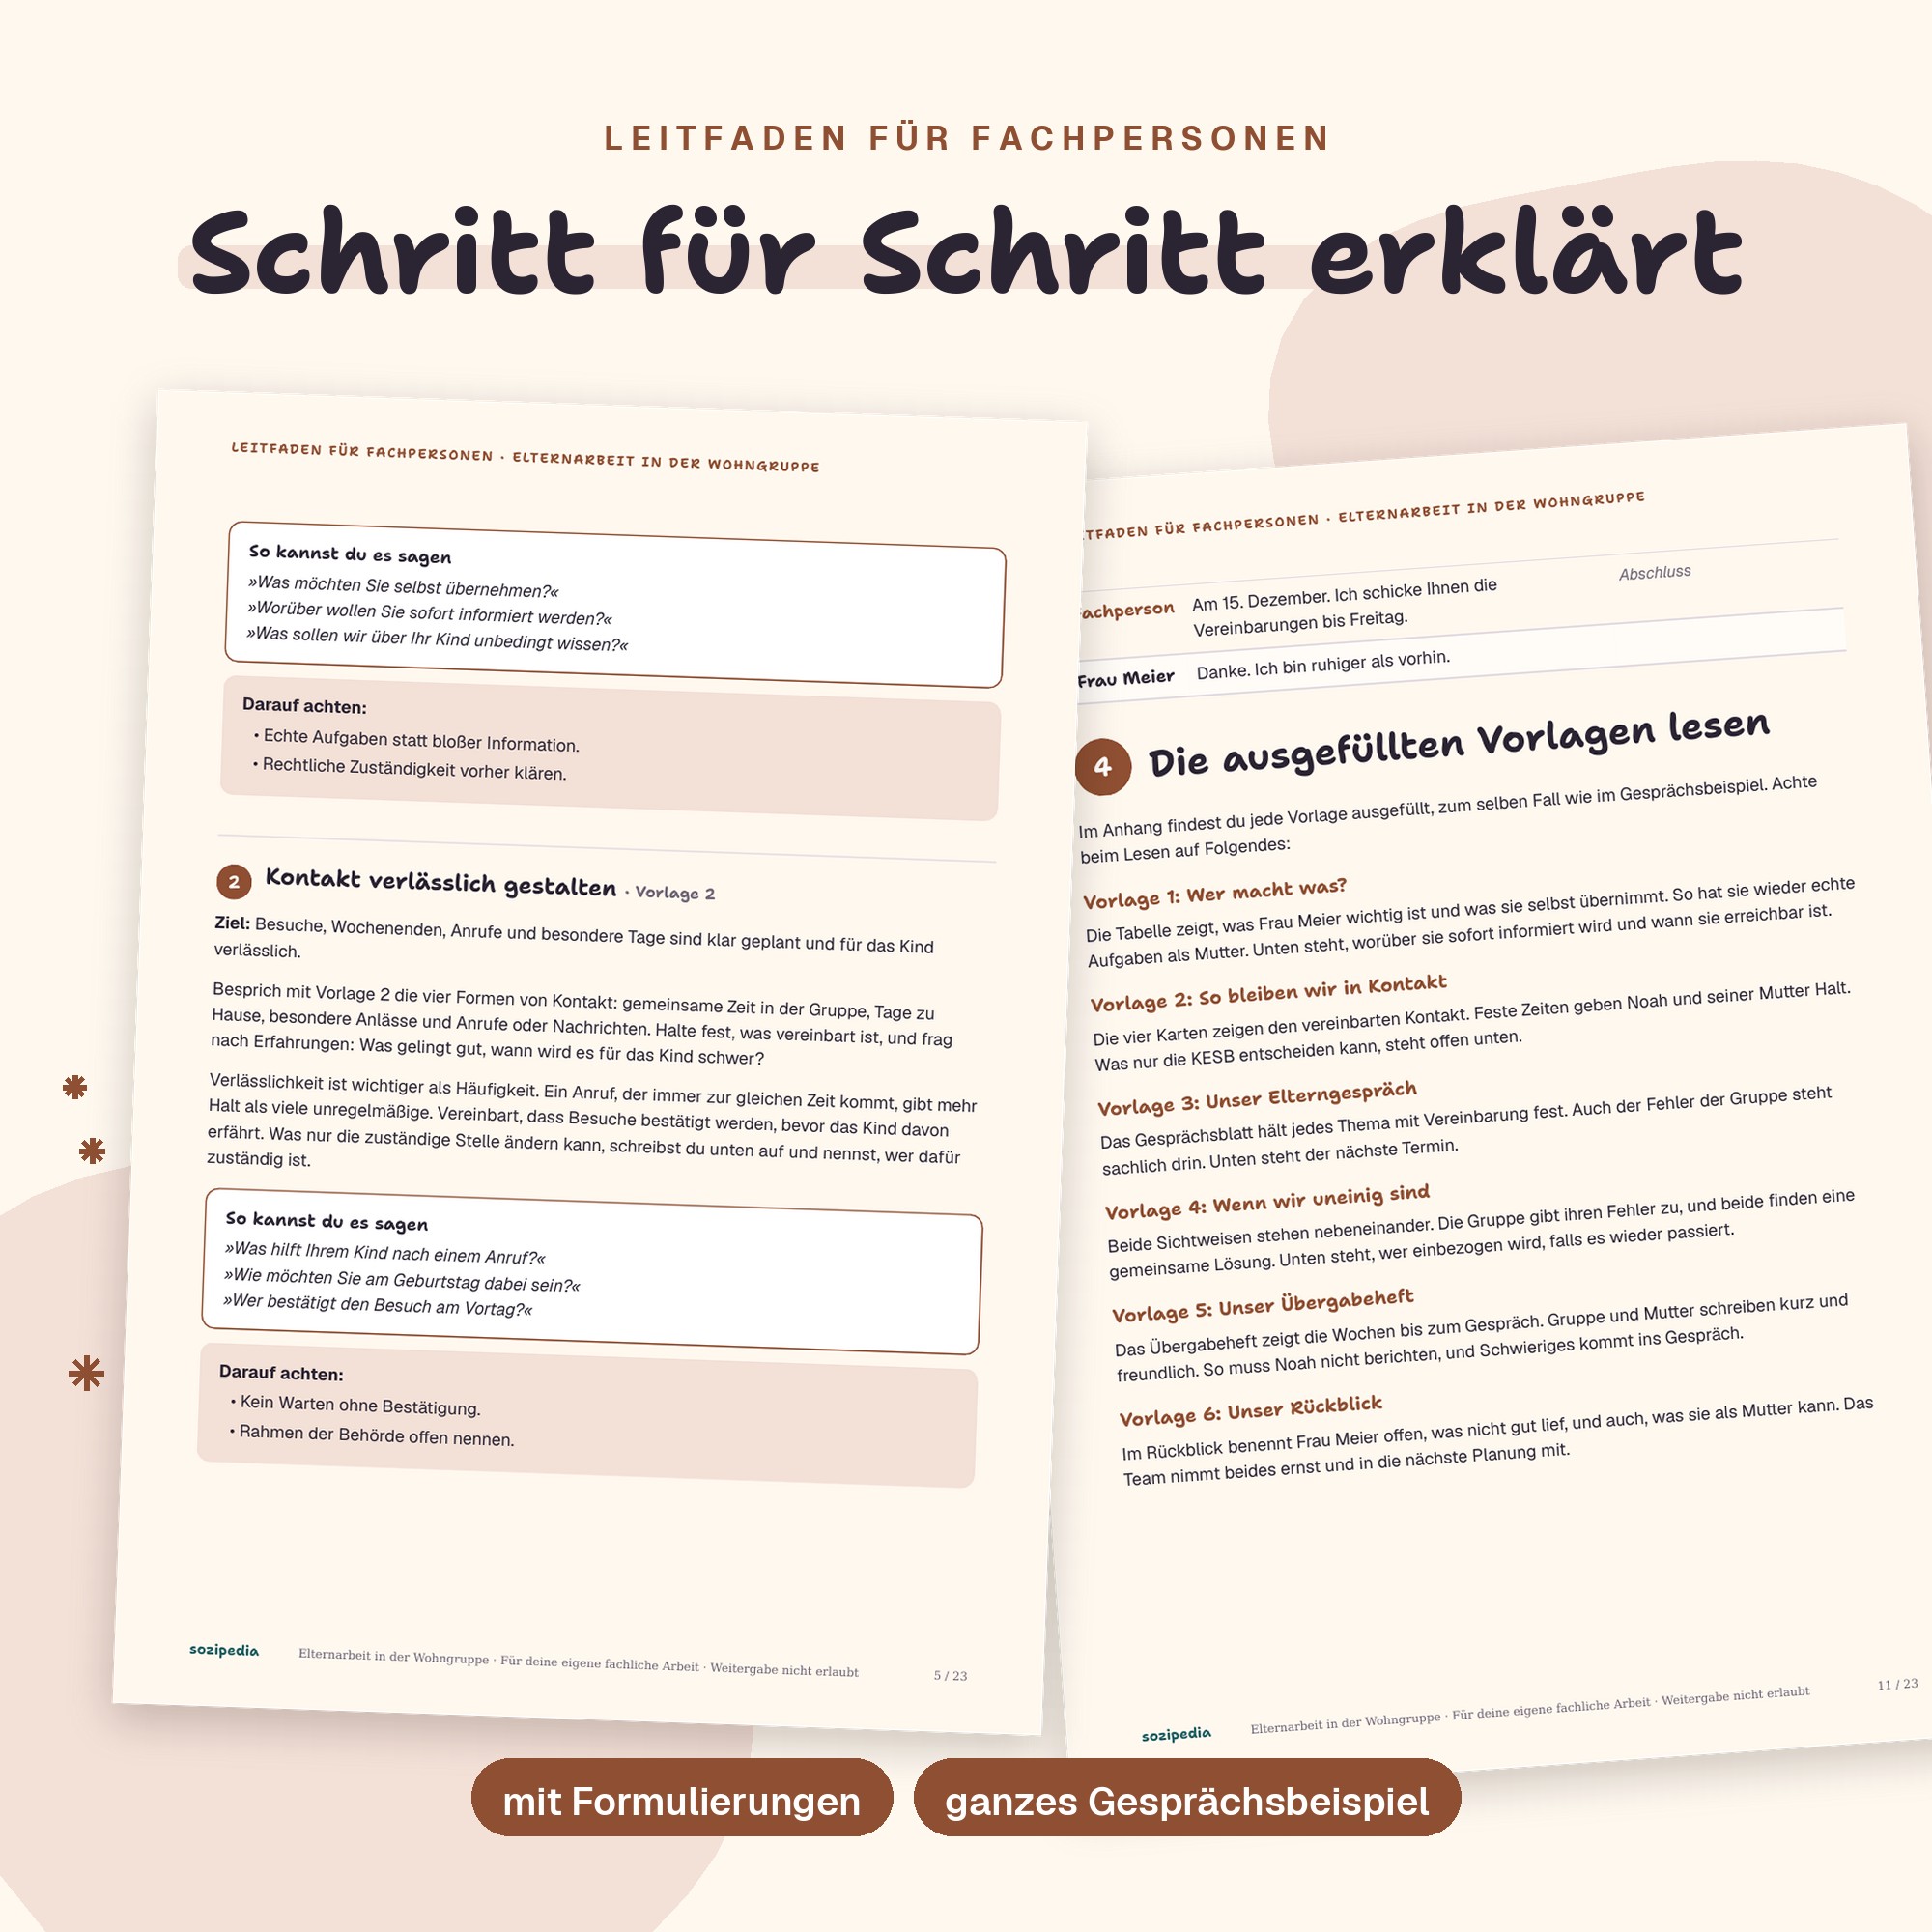 LEITFADEN FÜR FACHPERSONEN
Schritt für Schritt erklärt
LEITFADEN FÜR FACHPERSONEN · ELTERNARBEIT IN DER WOHNGRUPPE
So kannst du es sagen
»Was möchten Sie selbst übernehmen?«
»Worüber wollen Sie sofort informiert werden?«
»Was sollen wir über Ihr Kind unbedingt wissen?«
Darauf achten:
• Echte Aufgaben statt bloßer Information.
• Rechtliche Zuständigkeit vorher klären.
2 Kontakt verlässlich gestalten · Vorlage 2
Ziel: Besuche, Wochenenden, Anrufe und besondere Tage sind klar geplant und für das Kind
verlässlich.
Besprich mit Vorlage 2 die vier Formen von Kontakt: gemeinsame Zeit in der Gruppe, Tage zu
Hause, besondere Anlässe und Anrufe oder Nachrichten. Halte fest, was vereinbart ist, und frag
nach Erfahrungen: Was gelingt gut, wann wird es für das Kind schwer?
Verlässlichkeit ist wichtiger als Häufigkeit. Ein Anruf, der immer zur gleichen Zeit kommt, gibt mehr
Halt als viele unregelmäßige. Vereinbart, dass Besuche bestätigt werden, bevor das Kind davon
erfährt. Was nur die zuständige Stelle ändern kann, schreibst du unten auf und nennst, wer dafür
zuständig ist.
So kannst du es sagen
»Was hilft Ihrem Kind nach einem Anruf?«
»Wie möchten Sie am Geburtstag dabei sein?«
»Wer bestätigt den Besuch am Vortag?«
Darauf achten:
• Kein Warten ohne Bestätigung.
• Rahmen der Behörde offen nennen.
sozipedia Elternarbeit in der Wohngruppe · Für deine eigene fachliche Arbeit · Weitergabe nicht erlaubt 5 / 23
TFADEN FÜR FACHPERSONEN · ELTERNARBEIT IN DER WOHNGRUPPE
achperson Am 15. Dezember. Ich schicke Ihnen die Abschluss
Vereinbarungen bis Freitag.
Frau Meier Danke. Ich bin ruhiger als vorhin.
4 Die ausgefüllten Vorlagen lesen
Im Anhang findest du jede Vorlage ausgefüllt, zum selben Fall wie im Gesprächsbeispiel. Achte
beim Lesen auf Folgendes:
Vorlage 1: Wer macht was?
Die Tabelle zeigt, was Frau Meier wichtig ist und was sie selbst übernimmt. So hat sie wieder echte
Aufgaben als Mutter. Unten steht, worüber sie sofort informiert wird und wann sie erreichbar ist.
Vorlage 2: So bleiben wir in Kontakt
Die vier Karten zeigen den vereinbarten Kontakt. Feste Zeiten geben Noah und seiner Mutter Halt.
Was nur die KESB entscheiden kann, steht offen unten.
Vorlage 3: Unser Elterngespräch
Das Gesprächsblatt hält jedes Thema mit Vereinbarung fest. Auch der Fehler der Gruppe steht
sachlich drin. Unten steht der nächste Termin.
Vorlage 4: Wenn wir uneinig sind
Beide Sichtweisen stehen nebeneinander. Die Gruppe gibt ihren Fehler zu, und beide finden eine
gemeinsame Lösung. Unten steht, wer einbezogen wird, falls es wieder passiert.
Vorlage 5: Unser Übergabeheft
Das Übergabeheft zeigt die Wochen bis zum Gespräch. Gruppe und Mutter schreiben kurz und
freundlich. So muss Noah nicht berichten, und Schwieriges kommt ins Gespräch.
Vorlage 6: Unser Rückblick
Im Rückblick benennt Frau Meier offen, was nicht gut lief, und auch, was sie als Mutter kann. Das
Team nimmt beides ernst und in die nächste Planung mit.
sozipedia Elternarbeit in der Wohngruppe · Für deine eigene fachliche Arbeit · Weitergabe nicht erlaubt 11 / 23
mit Formulierungen
ganzes Gesprächsbeispiel